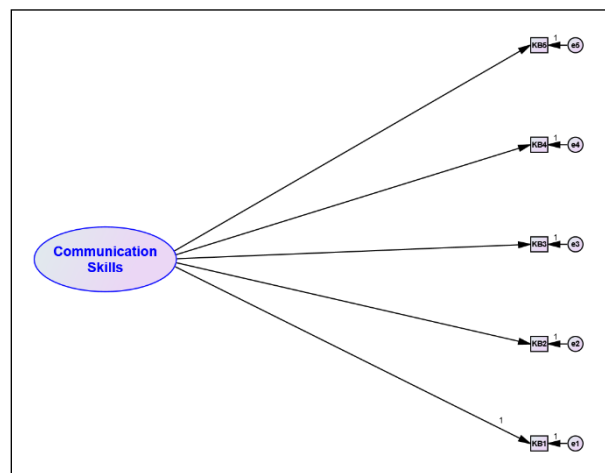 KB5
1
e5
KB4
1
e4
KB3
1
e3
Communication
Skills
KB2
1
e2
1
KB1
1
e1